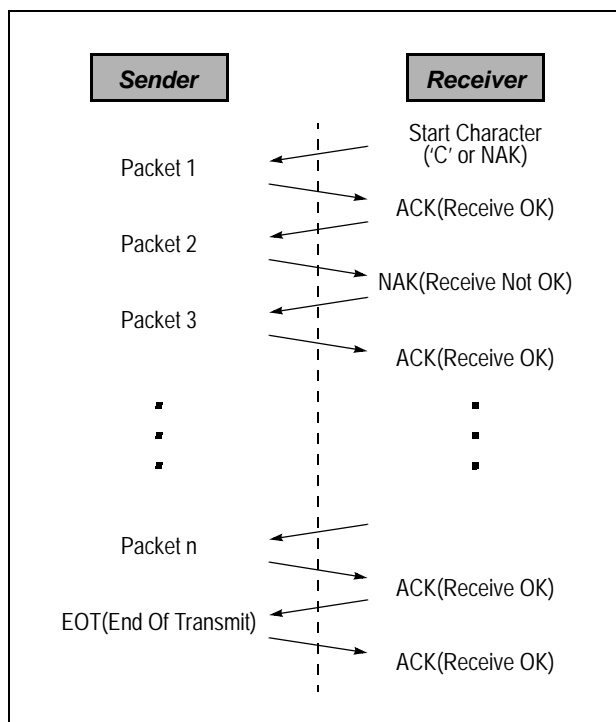 Sender
Receiver
Start Character
(‘C’ or NAK)
Packet 1
ACK(Receive OK)
Packet 2
NAK(Receive Not OK)
Packet 3
ACK(Receive OK)
Packet n
ACK(Receive OK)
EOT(End Of Transmit)
ACK(Receive OK)